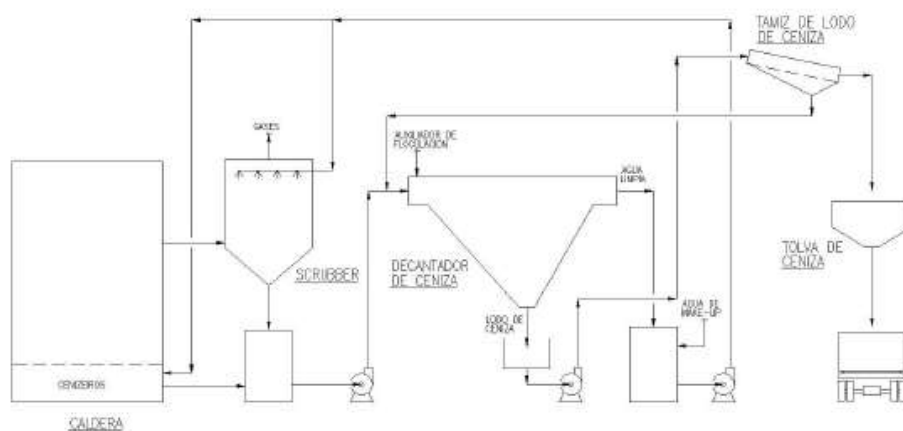 TAMIZ DE LODO
DE CENIZA
GASES
AUXILIADOR DE
FLOCULACION
AGUA
LIMPIA
SCRUBBER
DECANTADOR
DE CENIZA
TOLVA DE
CENIZA
LODO DE
CENIZA
AGUA DE
MAKE-UP
CENIZEIROS
CALDERA